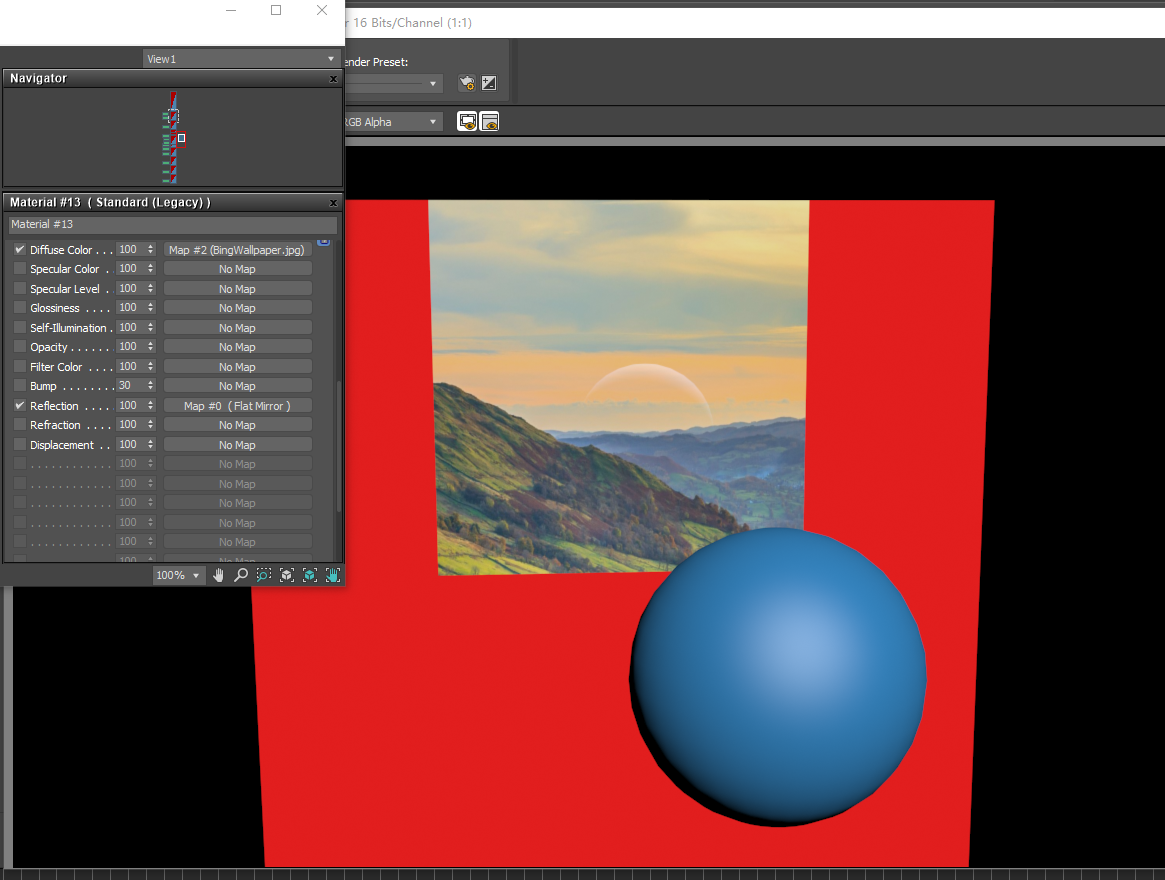 16 Bits/Channel (1:1)
View1
ender Preset:
Navigator
RGB Alpha
Material #13 ( Standard (Legacy) )
Material #13
Diffuse Color . . . 100 Map #2 (BingWallpaper.jpg)
Specular Color . 100 No Map
Specular Level . 100 No Map
Glossiness . . . . 100 No Map
Self-Illumination . 100 No Map
Opacity . . . . . . 100 No Map
Filter Color . . . . 100 No Map
Bump . . . . . . . . 30 No Map
Reflection . . . . 100 Map #0 ( Flat Mirror )
Refraction . . . . 100 No Map
Displacement . . 100 No Map
. . . . . . . . . . . . 100 No Map
. . . . . . . . . . . . 100 No Map
. . . . . . . . . . . . 100 No Map
. . . . . . . . . . . . 100 No Map
. . . . . . . . . . . . 100 No Map
. . . . . . . . . . . . 100 No Map
100%